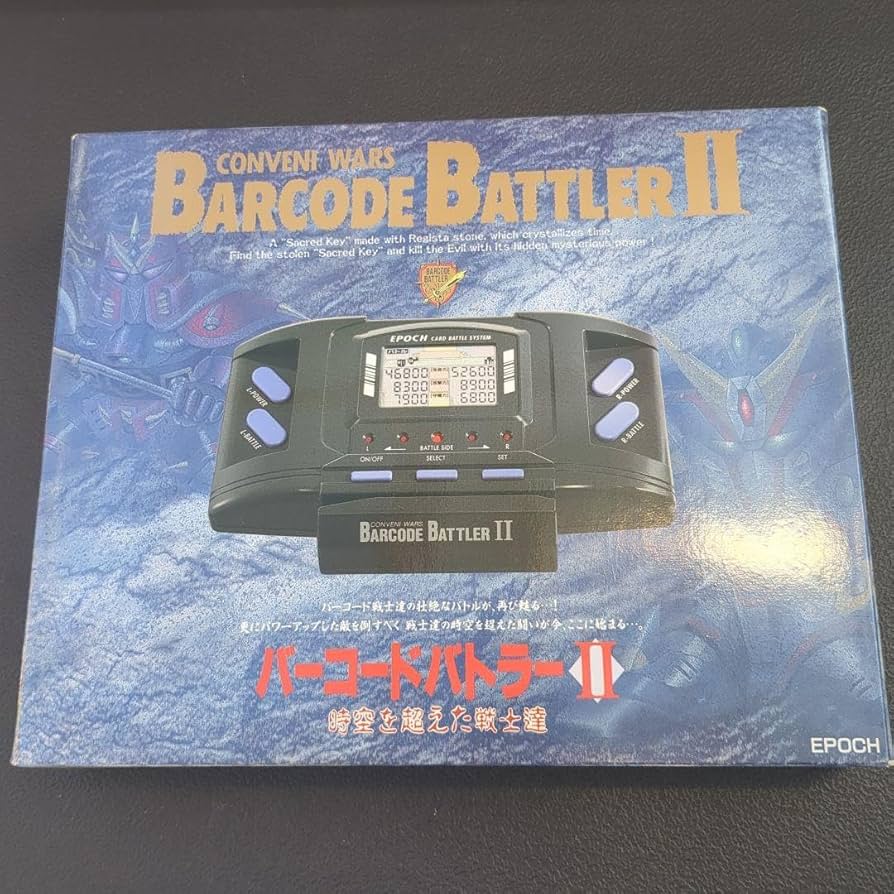 CONVENI WARS
BARCODE BATTLER II
A "Sacred Key" made with Regista stone, which crystallizes time.
Find the stolen "Sacred Key" and kill the Evil with its hidden mysterious power!
BARCODE
BATTLER
EPOCH CARD BATTLE SYSTEM
46800 52600
8300 8900
7900 6800
L-POWER
L-BATTLE
R-POWER
R-BATTLE
L BATTLE SIDE R
ON/OFF SELECT SET
CONVENI WARS
BARCODE BATTLER II
バーコード戦士達の壮絶なバトルが、再び甦る…!
更にパワーアップした敵を倒すべく 戦士達の時空を超えた闘いが今、ここに始まる…。
バーコードバトラーII
時空を超えた戦士達
EPOCH